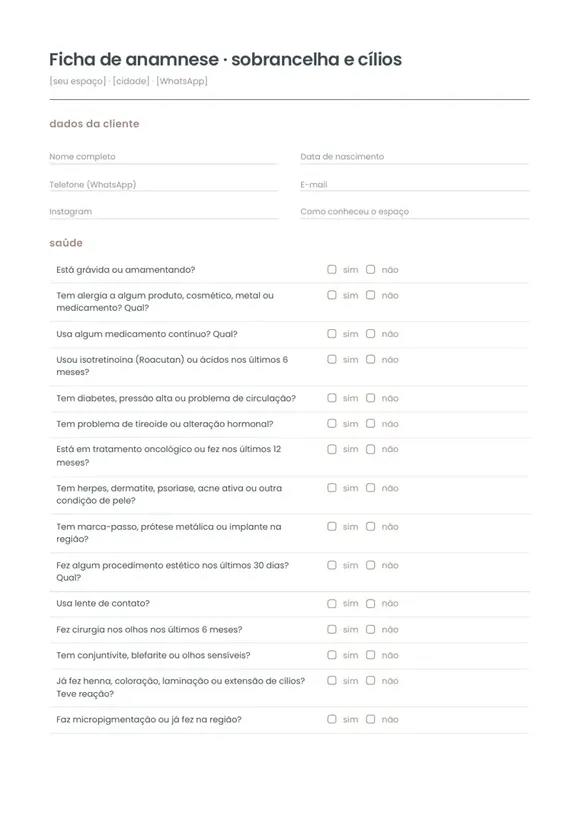 Ficha de anamnese · sobrancelha e cílios
[seu espaço] · [cidade] · [WhatsApp]
dados da cliente
Nome completo
Data de nascimento
Telefone (WhatsApp)
E-mail
Instagram
Como conheceu o espaço
saúde
Está grávida ou amamentando? sim não
Tem alergia a algum produto, cosmético, metal ou sim não
medicamento? Qual?
Usa algum medicamento contínuo? Qual? sim não
Usou isotretinoína (Roacutan) ou ácidos nos últimos 6 sim não
meses?
Tem diabetes, pressão alta ou problema de circulação? sim não
Tem problema de tireoide ou alteração hormonal? sim não
Está em tratamento oncológico ou fez nos últimos 12 sim não
meses?
Tem herpes, dermatite, psoríase, acne ativa ou outra sim não
condição de pele?
Tem marca-passo, prótese metálica ou implante na sim não
região?
Fez algum procedimento estético nos últimos 30 dias? sim não
Qual?
Usa lente de contato? sim não
Fez cirurgia nos olhos nos últimos 6 meses? sim não
Tem conjuntivite, blefarite ou olhos sensíveis? sim não
Já fez henna, coloração, laminação ou extensão de cílios? sim não
Teve reação?
Faz micropigmentação ou já fez na região? sim não